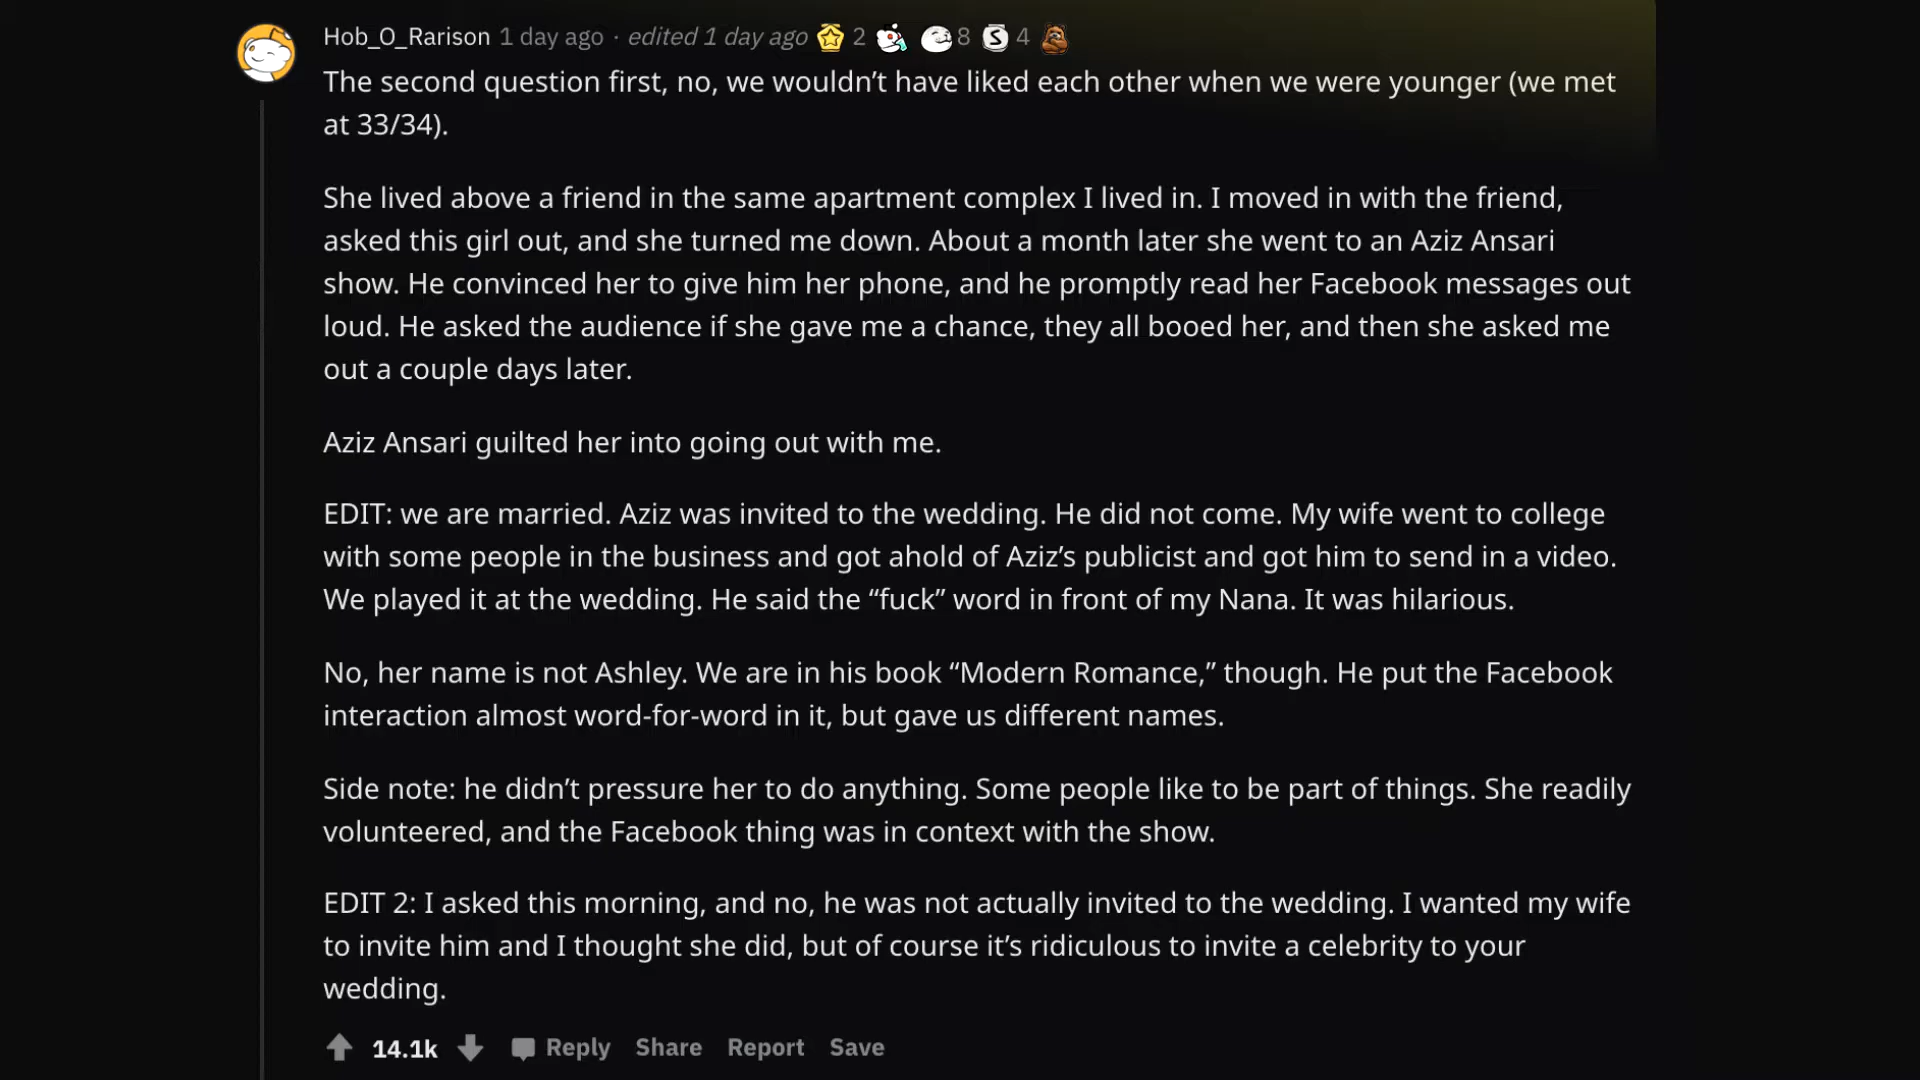 Hob_O_Rarison 1 day ago · edited 1 day ago 2 8 S 4
The second question first, no, we wouldn’t have liked each other when we were younger (we met
at 33/34).
She lived above a friend in the same apartment complex I lived in. I moved in with the friend,
asked this girl out, and she turned me down. About a month later she went to an Aziz Ansari
show. He convinced her to give him her phone, and he promptly read her Facebook messages out
loud. He asked the audience if she gave me a chance, they all booed her, and then she asked me
out a couple days later.
Aziz Ansari guilted her into going out with me.
EDIT: we are married. Aziz was invited to the wedding. He did not come. My wife went to college
with some people in the business and got ahold of Aziz’s publicist and got him to send in a video.
We played it at the wedding. He said the “fuck” word in front of my Nana. It was hilarious.
No, her name is not Ashley. We are in his book “Modern Romance,” though. He put the Facebook
interaction almost word-for-word in it, but gave us different names.
Side note: he didn’t pressure her to do anything. Some people like to be part of things. She readily
volunteered, and the Facebook thing was in context with the show.
EDIT 2: I asked this morning, and no, he was not actually invited to the wedding. I wanted my wife
to invite him and I thought she did, but of course it’s ridiculous to invite a celebrity to your
wedding.
14.1k Reply Share Report Save